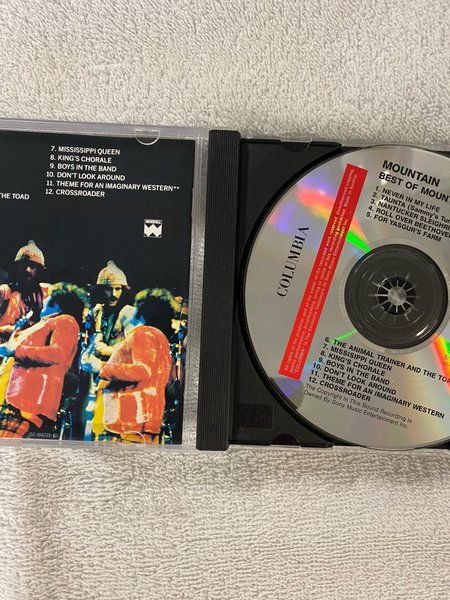 7. MISSISSIPPI QUEEN
8. KING'S CHORALE
9. BOYS IN THE BAND
10. DON'T LOOK AROUND
11. THEME FOR AN IMAGINARY WESTERN**
12. CROSSROADER
THE TOAD
COLUMBIA
MOUNTAIN
BEST OF MOUN
1. NEVER IN MY LIFE
2. TAUNTA (Sammy's Tun
3. NANTUCKET SLEIGHRI
4. ROLL OVER BEETHOVE
5. FOR YASGUR'S FARM
6. THE ANIMAL TRAINER AND THE TOA
7. MISSISSIPPI QUEEN
8. KING'S CHORALE
9. BOYS IN THE BAND
10. DON'T LOOK AROUND
11. THEME FOR AN IMAGINARY WESTERN
12. CROSSROADER
The Copyright In This Sound Recording is
Owned By Sony Music Entertainment Inc.